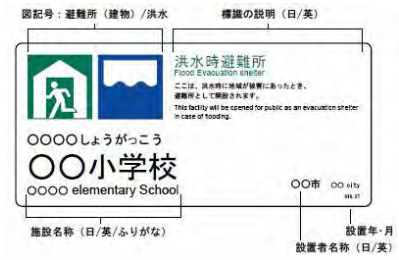 図記号：避難所（建物）/洪水
標識の説明（日/英）
洪水時避難所
Flood Evacuation shelter
ここは、洪水時に地域が被害にあったとき、
避難所として開設されます。
This facility will be opened for public as an evacuation shelter
in case of flooding.
○○○○しょうがっこう
○○小学校
○○○○ elementary School
○○市 ○○ city
施設名称（日/英/ふりがな）
設置年・月
設置者名称（日/英）